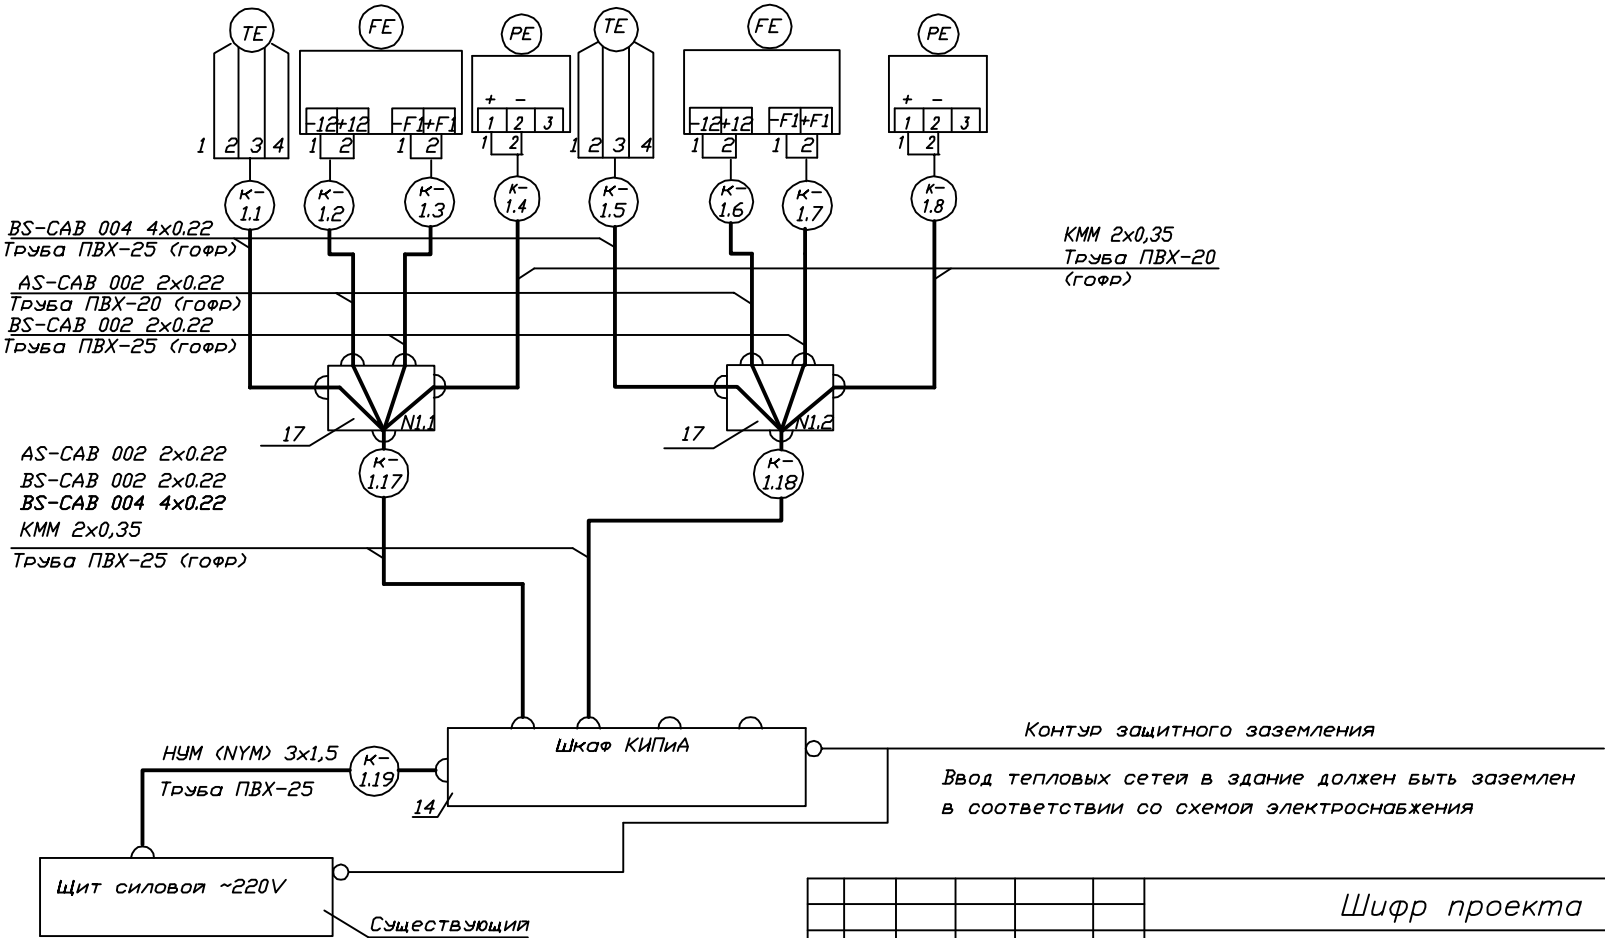 TE FE PE TE FE PE
+ − + −
-12 +12 -F1 +F1 1 2 3 -12 +12 -F1 +F1 1 2 3
1 2 3 4 1 2 1 2 1 2 1 2 3 4 1 2 1 2 1 2
К-1.1 К-1.2 К-1.3 К-1.4 К-1.5 К-1.6 К-1.7 К-1.8
BS-CAB 004 4x0.22
Труба ПВХ-25 (гофр)
КММ 2x0,35
Труба ПВХ-20
(гофр)
AS-CAB 002 2x0.22
Труба ПВХ-20 (гофр)
BS-CAB 002 2x0.22
Труба ПВХ-25 (гофр)
17 N1.1 17 N1.2
AS-CAB 002 2x0.22
BS-CAB 002 2x0.22
BS-CAB 004 4x0.22
КММ 2x0,35
Труба ПВХ-25 (гофр)
К-1.17 К-1.18
Шкаф КИПиА
НУМ (NYM) 3x1,5
Труба ПВХ-25
К-1.19
14
Контур защитного заземления
Ввод тепловых сетей в здание должен быть заземлен
в соответствии со схемой электроснабжения
Щит силовой ~220V
Существующий
Шифр проекта